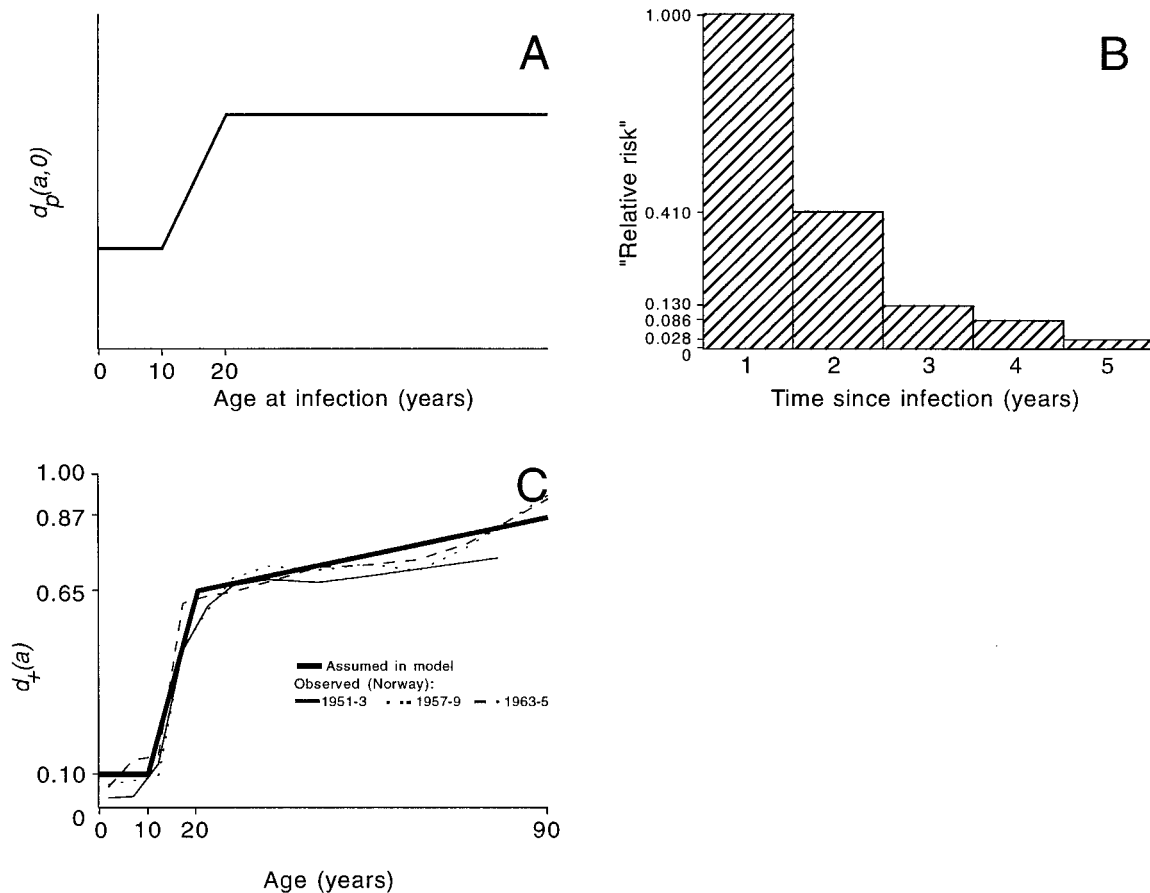 A
d_p(a,0)
0 10 20
Age at infection (years)
B
"Relative risk"
1.000
0.410
0.130
0.086
0.028
0
1 2 3 4 5
Time since infection (years)
C
d_+(a)
1.00
0.87
0.65
0.10
0
0 10 20 90
Assumed in model
Observed (Norway):
1951-3 1957-9 1963-5
Age (years)